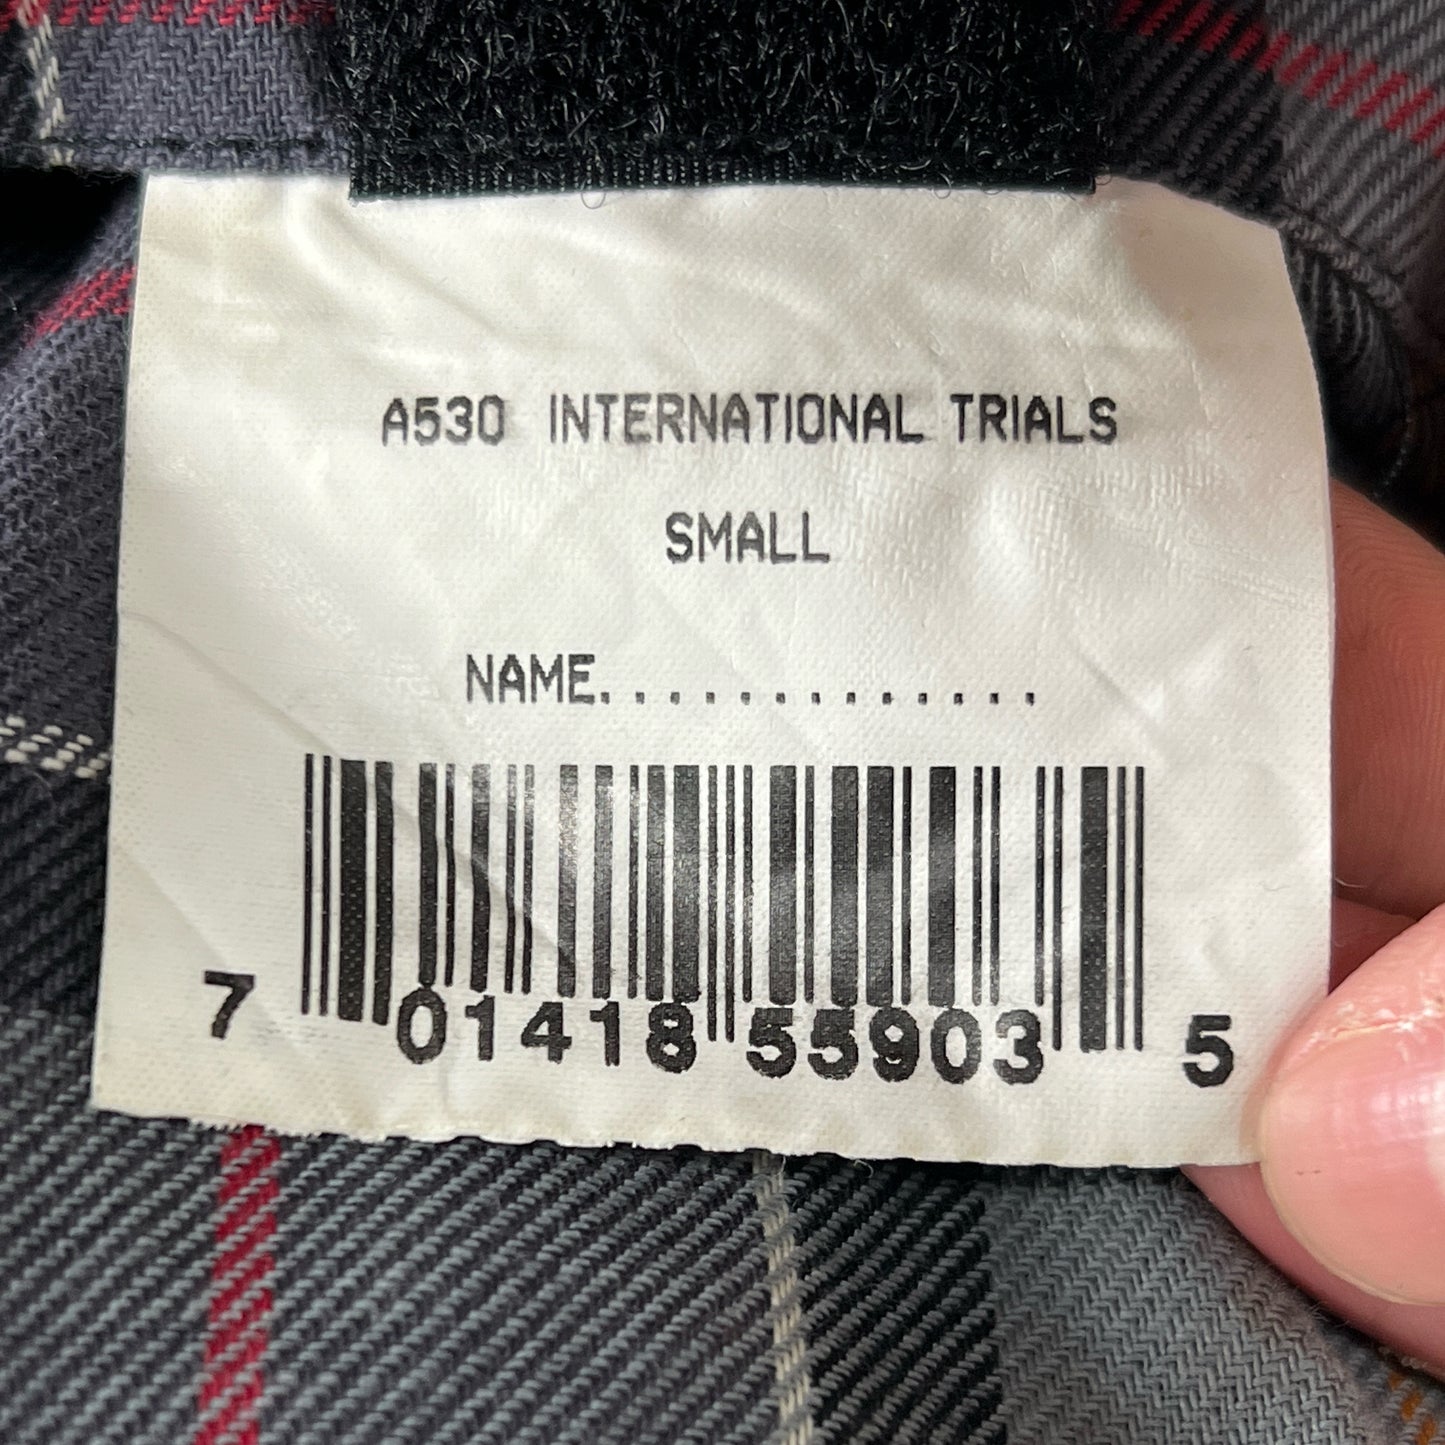 A530 INTERNATIONAL TRIALS
SMALL
NAME..............
7 01418 55903 5